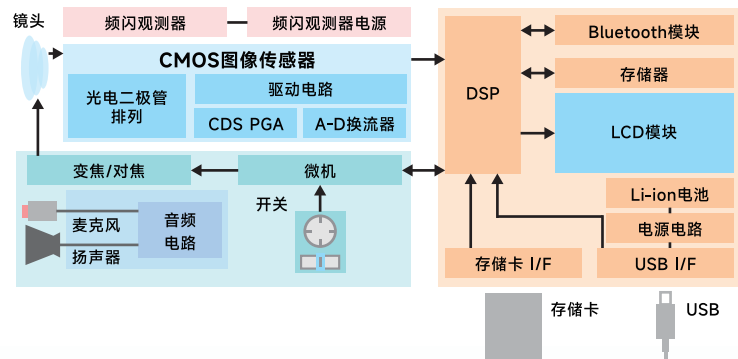 镜头
频闪观测器
频闪观测器电源
CMOS图像传感器
光电二极管
排列
驱动电路
CDS PGA
A-D换流器
变焦/对焦
微机
开关
麦克风
扬声器
音频
电路
DSP
Bluetooth模块
存储器
LCD模块
Li-ion电池
电源电路
存储卡 I/F
USB I/F
存储卡
USB